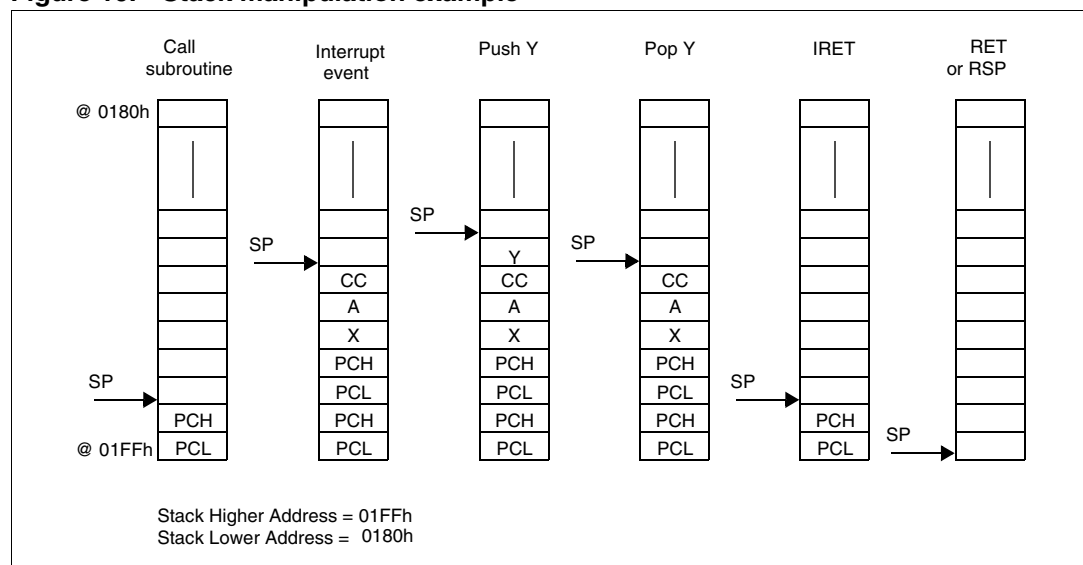 Figure Stack manipulation example
Call subroutine
Interrupt event
Push Y
Pop Y
IRET
RET or RSP
@ 0180h
SP
SP
SP
Y
CC CC CC
A A A
X X X
PCH PCH PCH
SP
PCL PCL PCL
SP
PCH PCH PCH PCH PCH
@ 01FFh PCL PCL PCL PCL PCL
SP
Stack Higher Address = 01FFh
Stack Lower Address = 0180h